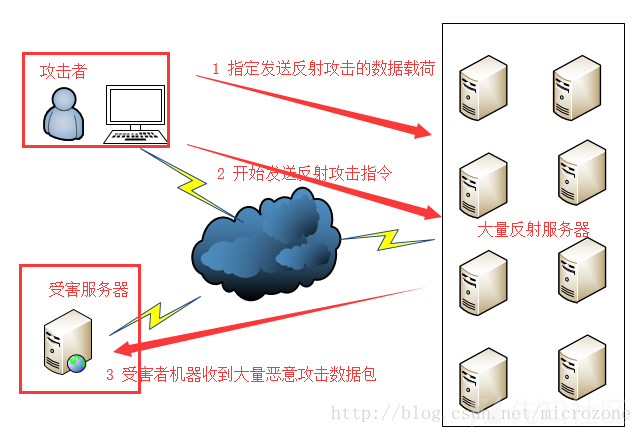 攻击者
1 指定发送反射攻击的数据载荷
2 开始发送反射攻击指令
大量反射服务器
受害服务器
3 受害者机器收到大量恶意攻击数据包
http://blog.csdn.net/microzone